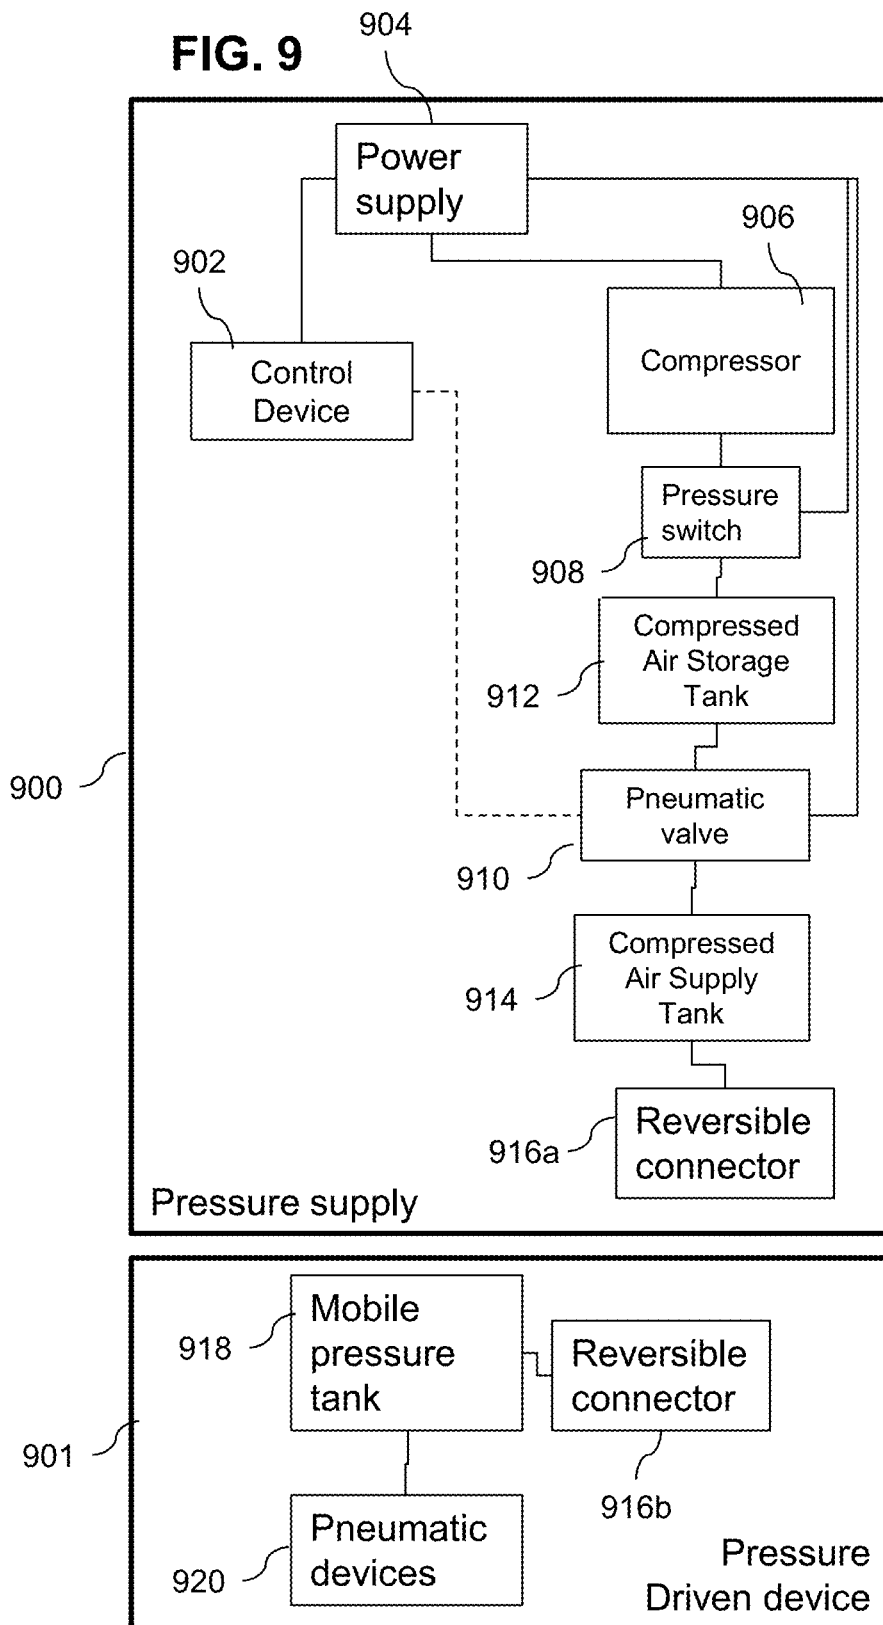 FIG. 9
904
Power
supply
906
902
Control
Device
Compressor
Pressure
switch
908
Compressed
Air Storage
Tank
912
900
Pneumatic
valve
910
Compressed
Air Supply
Tank
914
Reversible
connector
916a
Pressure supply
Mobile
pressure
tank
918
Reversible
connector
901
916b
Pneumatic
devices
920
Pressure
Driven device